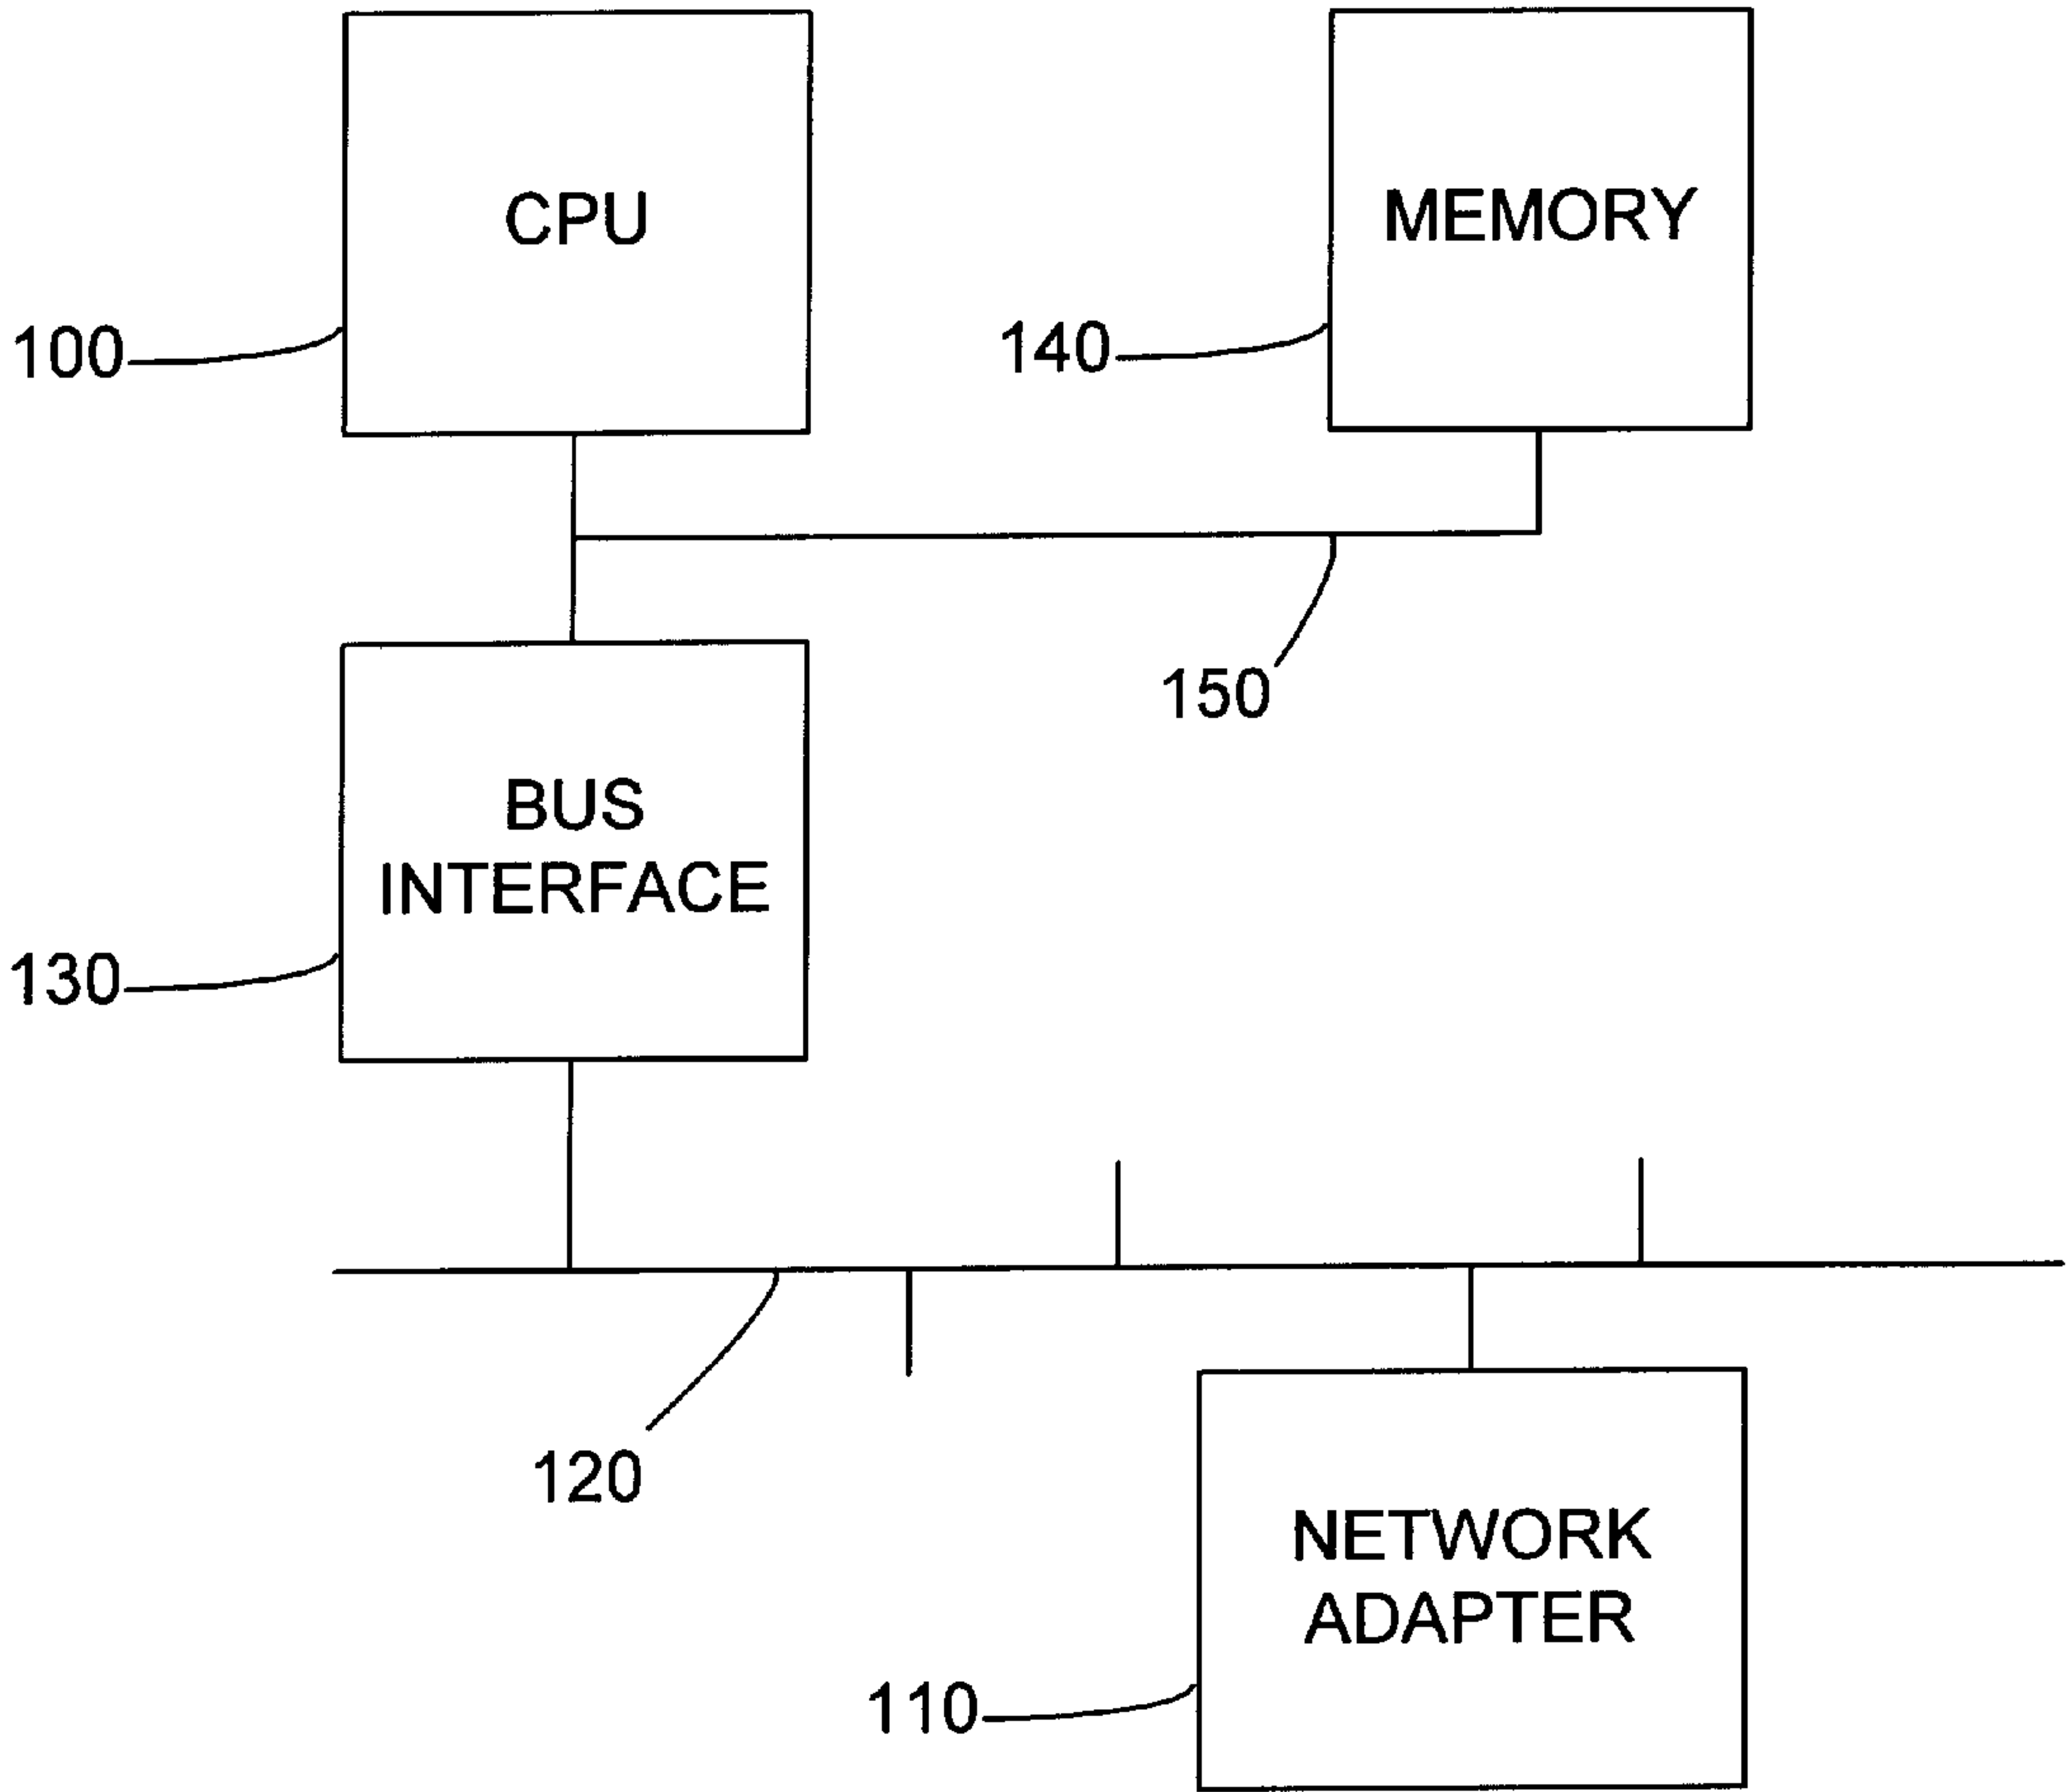 CPU
MEMORY
100
140
150
BUS
INTERFACE
130
120
NETWORK
ADAPTER
110